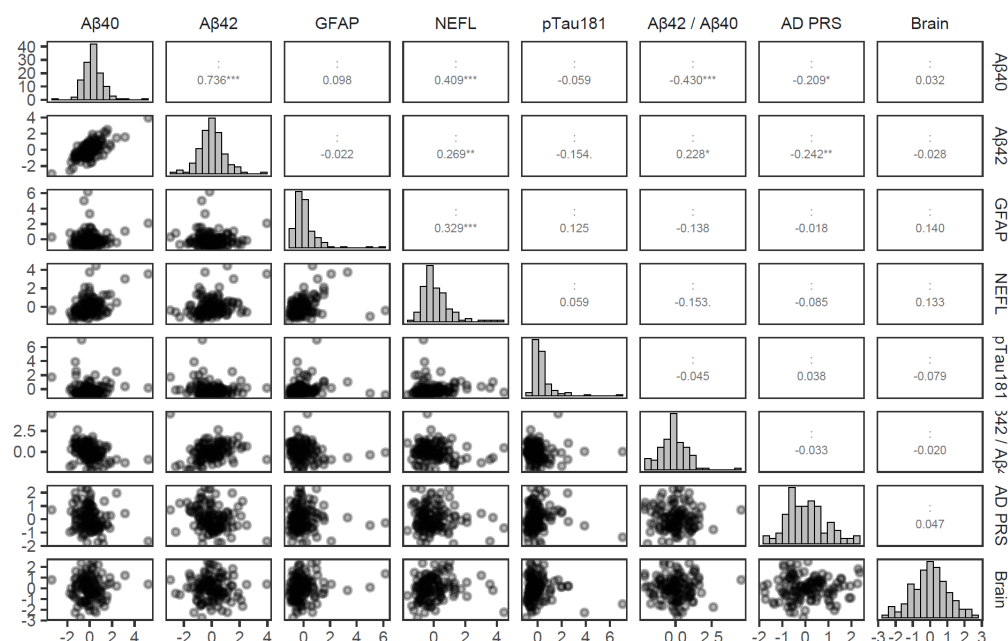 Aβ40 Aβ42 GFAP NEFL pTau181 Aβ42 / Aβ40 AD PRS Brain
40
30
20
10
0
: : : : : : :
0.736*** 0.098 0.409*** -0.059 -0.430*** -0.209* 0.032
Aβ40
4
2
0
-2
: : : : : :
-0.022 0.269** -0.154. 0.228* -0.242** -0.028
Aβ42
6
4
2
0
: : : : :
0.329*** 0.125 -0.138 -0.018 0.140
GFAP
4
2
0
: : : :
0.059 -0.153. -0.085 0.133
NEFL
6
4
2
0
: : :
-0.045 0.038 -0.079
pTau181
2.5
0.0
: :
-0.033 -0.020
β42 / Aβ4
2
1
0
-1
-2
:
0.047
AD PRS
2
1
0
-1
-2
-3
Brain
-2 0 2 4 -2 0 2 4 0 2 4 6 0 2 4 0 2 4 6 0.0 2.5 -2 -1 0 1 2 -3 -2 -1 0 1 2 3